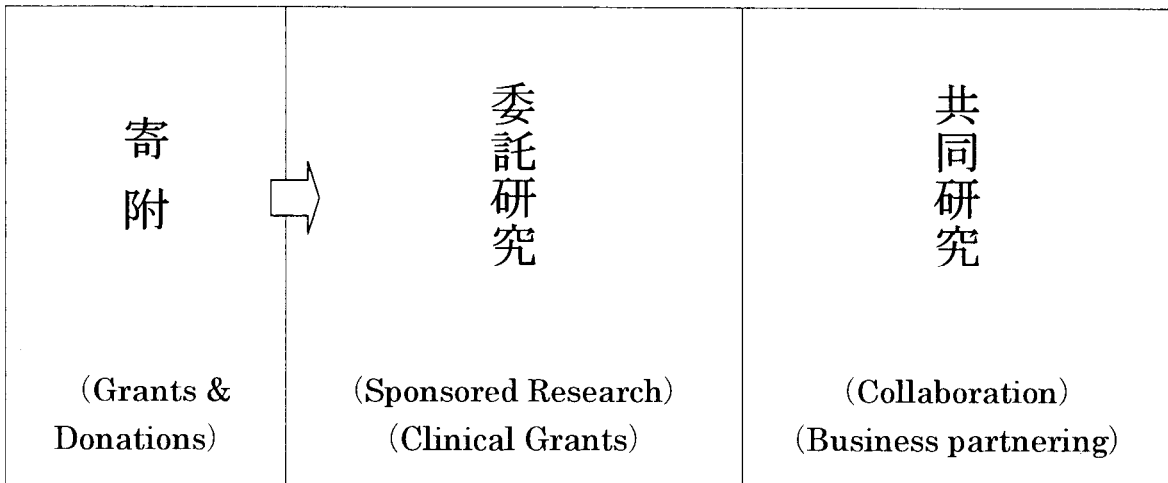 寄附
委託研究
共同研究
(Grants &
Donations)
(Sponsored Research)
(Clinical Grants)
(Collaboration)
(Business partnering)